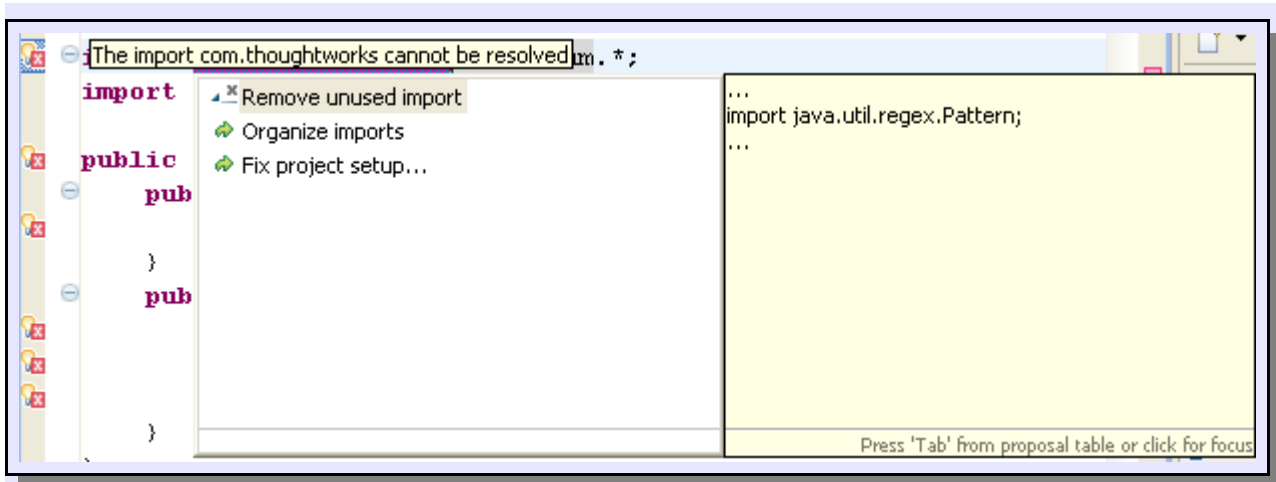 The import com.thoughtworks cannot be resolved um.*;
import
Remove unused import
Organize imports
Fix project setup...
...
import java.util.regex.Pattern;
...
public
pub
}
pub
}
Press 'Tab' from proposal table or click for focus